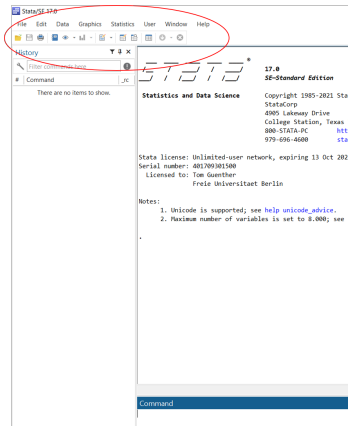 Stata/SE 17.0
File Edit Data Graphics Statistics User Window Help
History
Filter commands here
# Command _rc
There are no items to show.
®
17.0
SE—Standard Edition
Statistics and Data Science
Copyright 1985-2021 Sta
StataCorp
4905 Lakeway Drive
College Station, Texas
800-STATA-PC htt
979-696-4600 sta
Stata license: Unlimited-user network, expiring 13 Oct 202
Serial number: 401709301500
Licensed to: Tom Guenther
Freie Universitaet Berlin
Notes:
1. Unicode is supported; see help unicode_advice.
2. Maximum number of variables is set to 8,000; see
.
Command